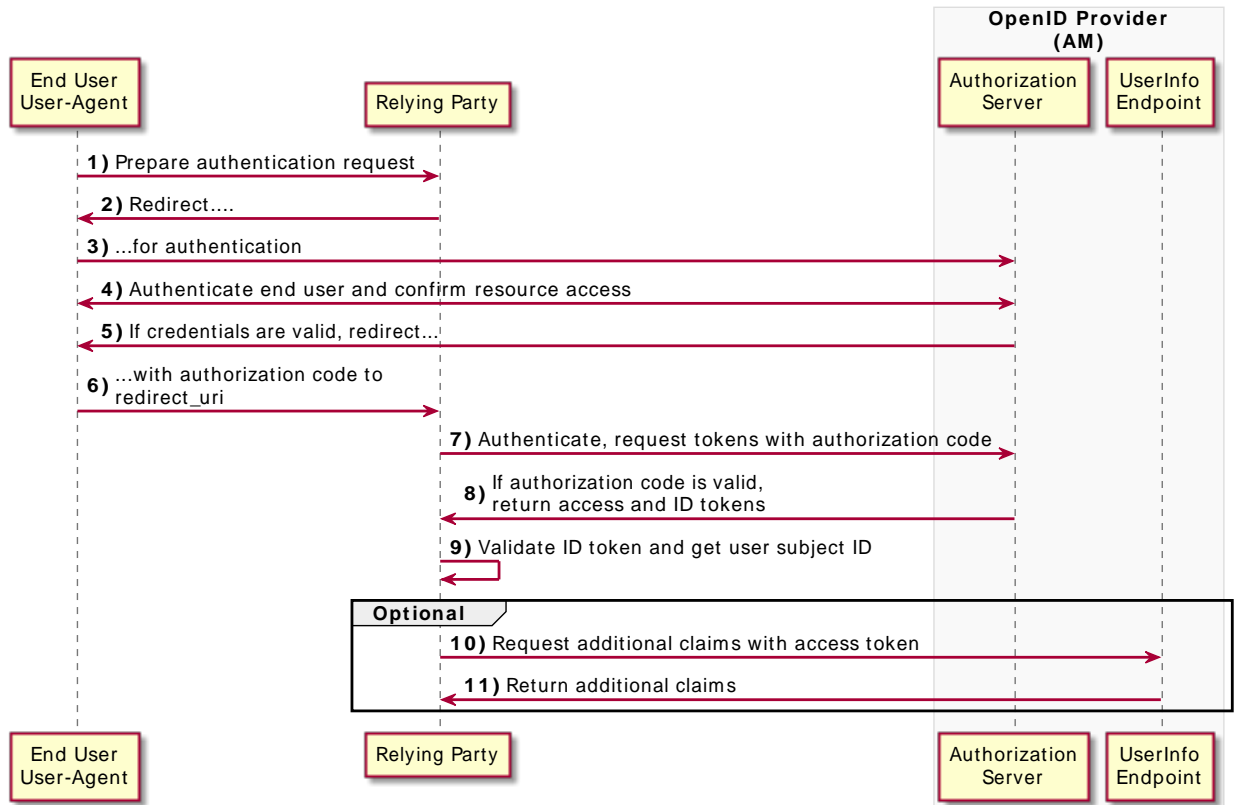 OpenID Provider
(AM)
End User
User-Agent
Relying Party
Authorization
Server
UserInfo
Endpoint
1) Prepare authentication request
2) Redirect....
3) ...for authentication
4) Authenticate end user and confirm resource access
5) If credentials are valid, redirect...
6) ...with authorization code to
redirect_uri
7) Authenticate, request tokens with authorization code
8) If authorization code is valid,
return access and ID tokens
9) Validate ID token and get user subject ID
Optional
10) Request additional claims with access token
11) Return additional claims
End User
User-Agent
Relying Party
Authorization
Server
UserInfo
Endpoint